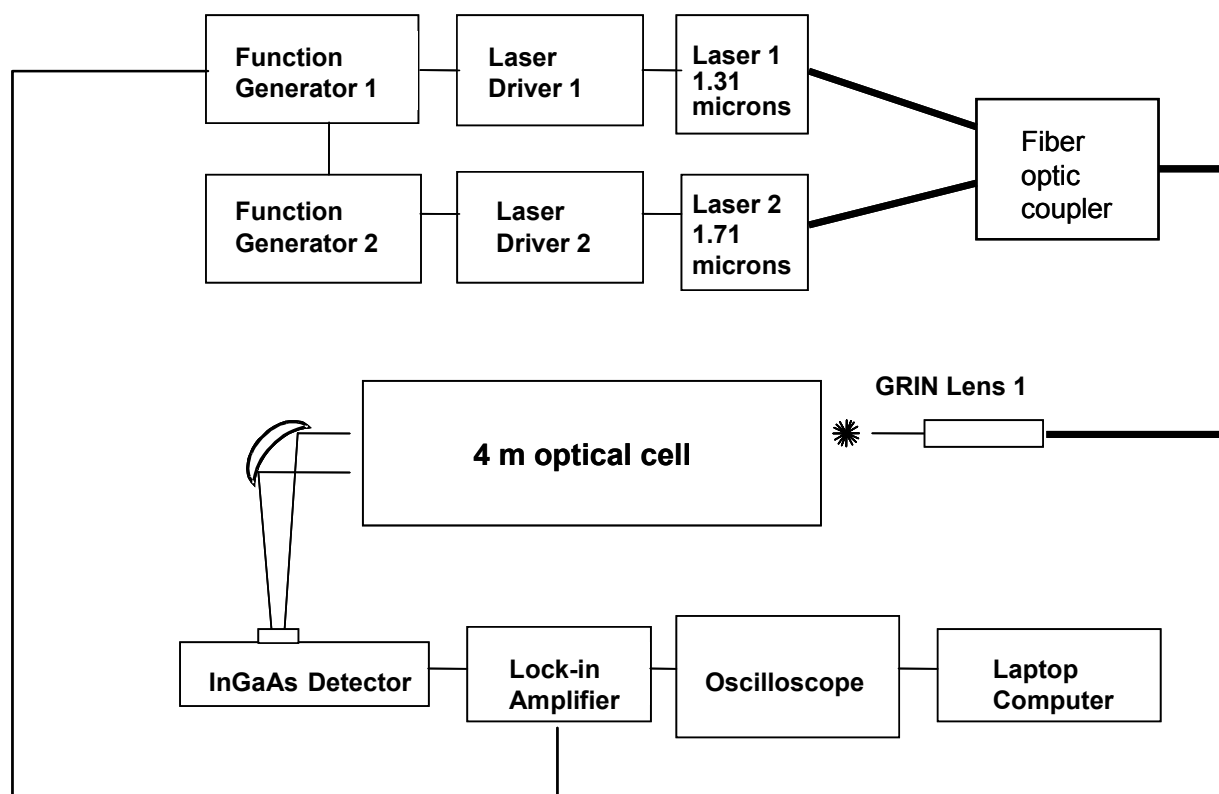 Function
Generator 1
Laser
Driver 1
Laser 1
1.31
microns
Fiber
optic
coupler
Function
Generator 2
Laser
Driver 2
Laser 2
1.71
microns
GRIN Lens 1
4 m optical cell
InGaAs Detector
Lock-in
Amplifier
Oscilloscope
Laptop
Computer